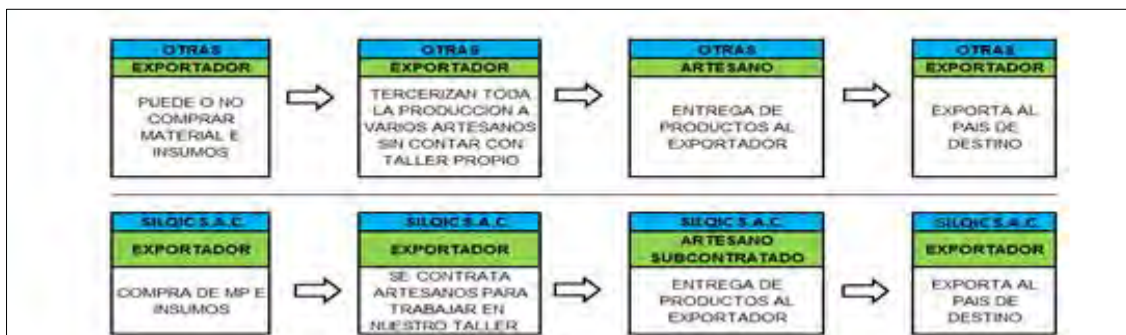 OTRAS
EXPORTADOR
PUEDE O NO
COMPRAR
MATERIAL E
INSUMOS
OTRAS
EXPORTADOR
TERCERIZAN TODA
LA PRODUCCION A
VARIOS ARTESANOS
SIN CONTAR CON
TALLER PROPIO
OTRAS
ARTESANO
ENTREGA DE
PRODUCTOS AL
EXPORTADOR
OTRAS
EXPORTADOR
EXPORTA AL
PAIS DE
DESTINO
SILQIC S.A.C.
EXPORTADOR
COMPRA DE MP E
INSUMOS
SILQIC S.A.C.
EXPORTADOR
SE CONTRATA
ARTESANOS PARA
TRABAJAR EN
NUESTRO TALLER
SILQIC S.A.C.
ARTESANO
SUBCONTRATADO
ENTREGA DE
PRODUCTOS AL
EXPORTADOR
SILQIC S.A.C.
EXPORTADOR
EXPORTA AL
PAIS DE
DESTINO